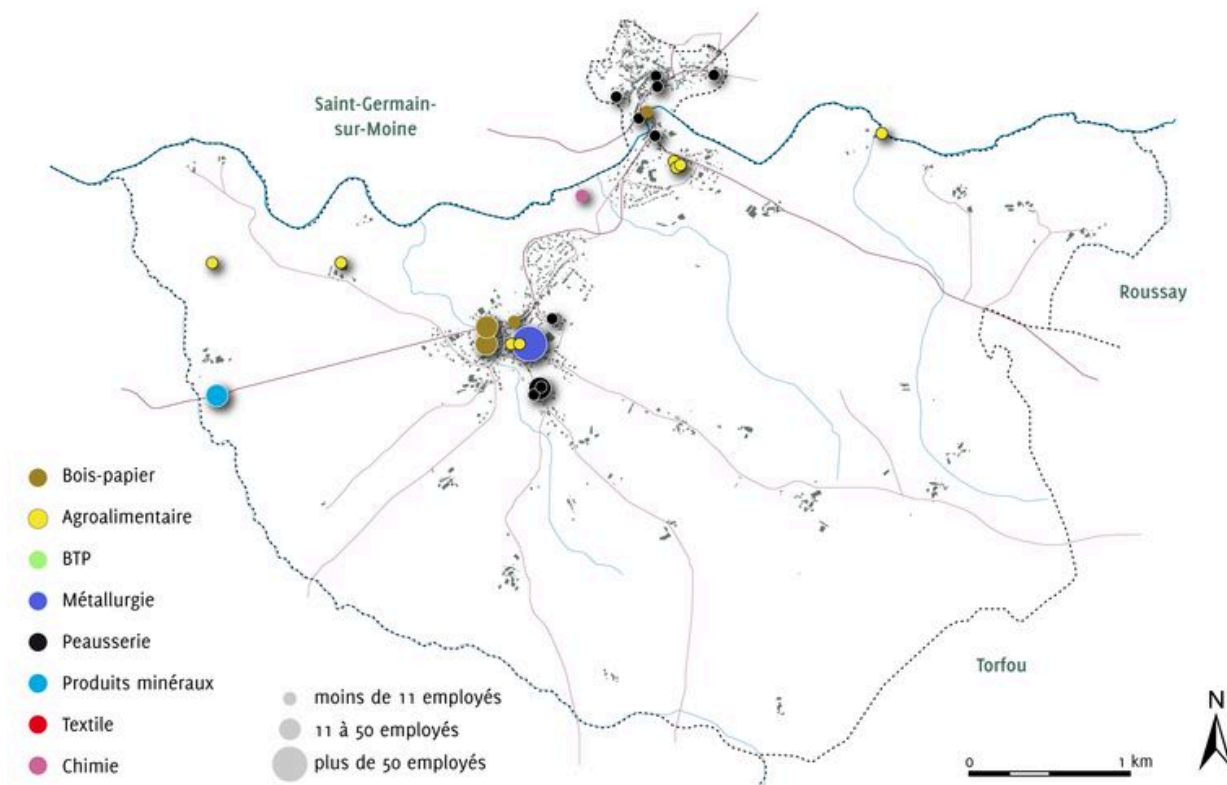 Saint-Germain-
sur-Moine
Roussay
Torfou
Bois-papier
Agroalimentaire
BTP
Métallurgie
Peausserie
Produits minéraux
Textile
Chimie
moins de 11 employés
11 à 50 employés
plus de 50 employés
N
0 1 km